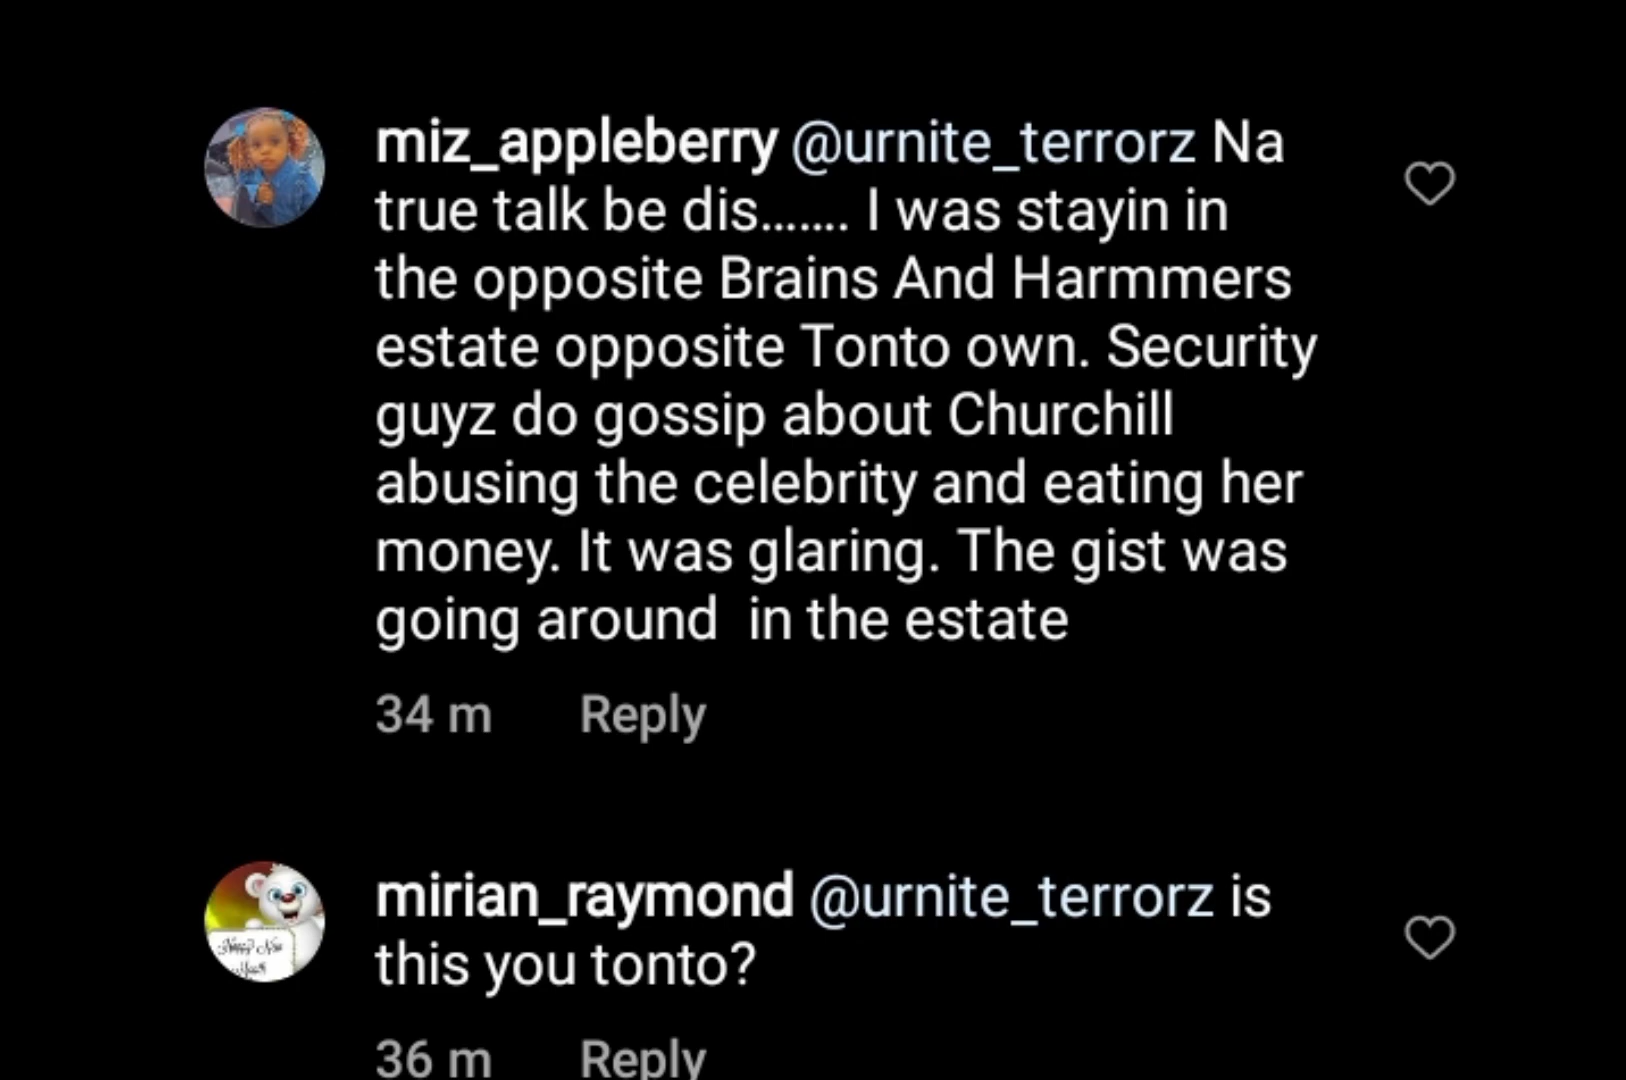 miz_appleberry @urnite_terrorz Na
true talk be dis....... I was stayin in
the opposite Brains And Harmmers
estate opposite Tonto own. Security
guyz do gossip about Churchill
abusing the celebrity and eating her
money. It was glaring. The gist was
going around  in the estate
34 m Reply
mirian_raymond @urnite_terrorz is
this you tonto?
36 m Reply